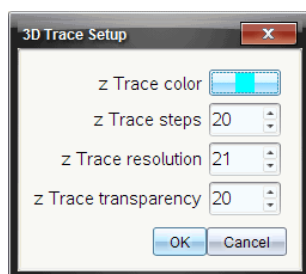 3D Trace Setup
z Trace color
z Trace steps 20
z Trace resolution 21
z Trace transparency 20
OK Cancel